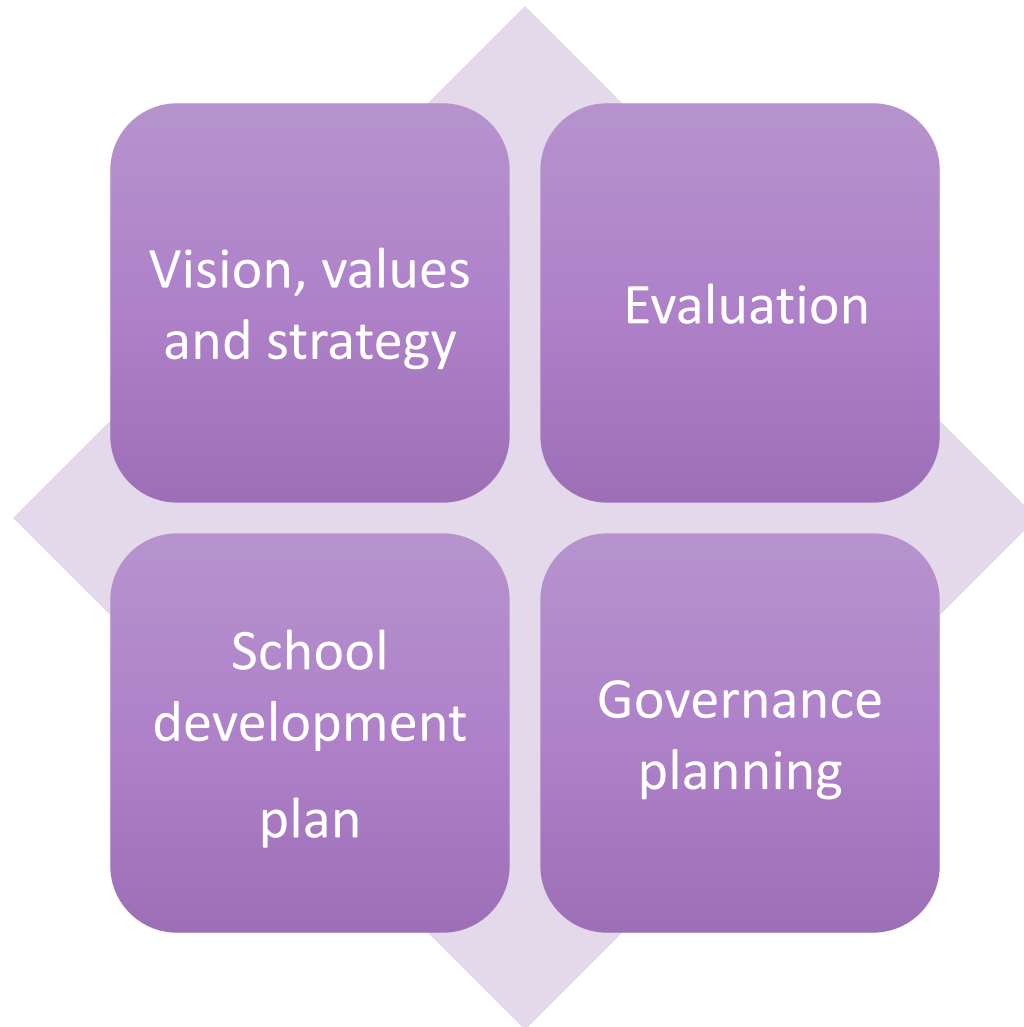 Vision, values
and strategy
Evaluation
School
development
plan
Governance
planning